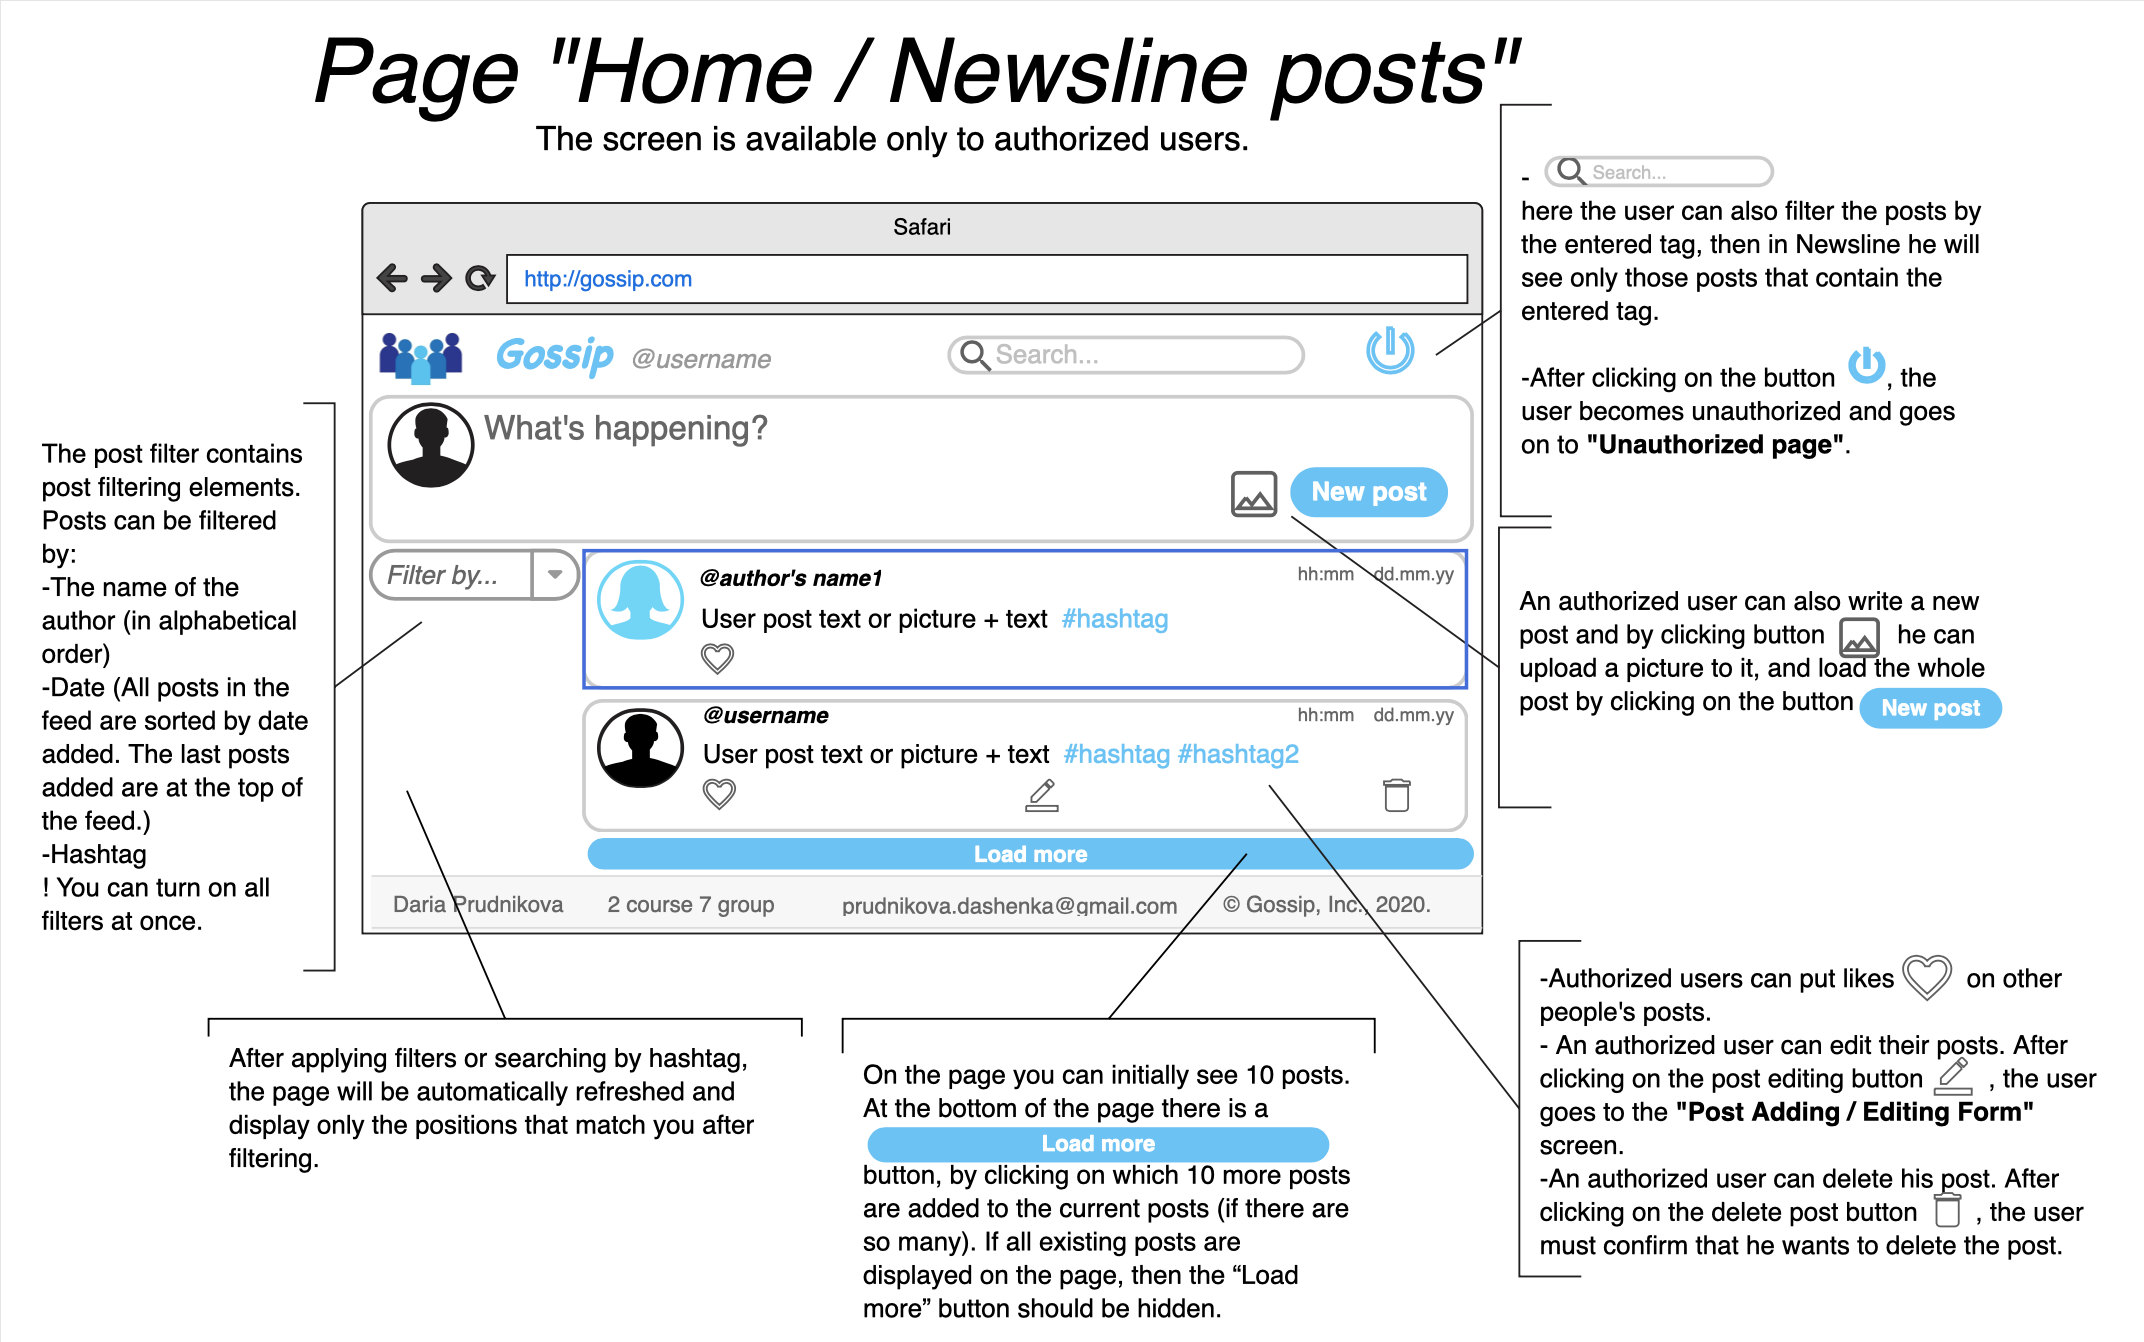 Page "Home / Newsline posts"
The screen is available only to authorized users.
Safari
http://gossip.com
Gossip @username
Search...
What's happening?
New post
Filter by...
@author's name1
hh:mm dd.mm.yy
User post text or picture + text #hashtag
@username
hh:mm dd.mm.yy
User post text or picture + text #hashtag #hashtag2
Load more
Daria Prudnikova 2 course 7 group prudnikova.dashenka@gmail.com © Gossip, Inc., 2020.
The post filter contains
post filtering elements.
Posts can be filtered
by:
-The name of the
author (in alphabetical
order)
-Date (All posts in the
feed are sorted by date
added. The last posts
added are at the top of
the feed.)
-Hashtag
! You can turn on all
filters at once.
- Search...
here the user can also filter the posts by
the entered tag, then in Newsline he will
see only those posts that contain the
entered tag.
-After clicking on the button , the
user becomes unauthorized and goes
on to "Unauthorized page".
An authorized user can also write a new
post and by clicking button he can
upload a picture to it, and load the whole
post by clicking on the button New post
After applying filters or searching by hashtag,
the page will be automatically refreshed and
display only the positions that match you after
filtering.
On the page you can initially see 10 posts.
At the bottom of the page there is a
Load more
button, by clicking on which 10 more posts
are added to the current posts (if there are
so many). If all existing posts are
displayed on the page, then the “Load
more” button should be hidden.
-Authorized users can put likes on other
people's posts.
- An authorized user can edit their posts. After
clicking on the post editing button , the user
goes to the "Post Adding / Editing Form"
screen.
-An authorized user can delete his post. After
clicking on the delete post button , the user
must confirm that he wants to delete the post.